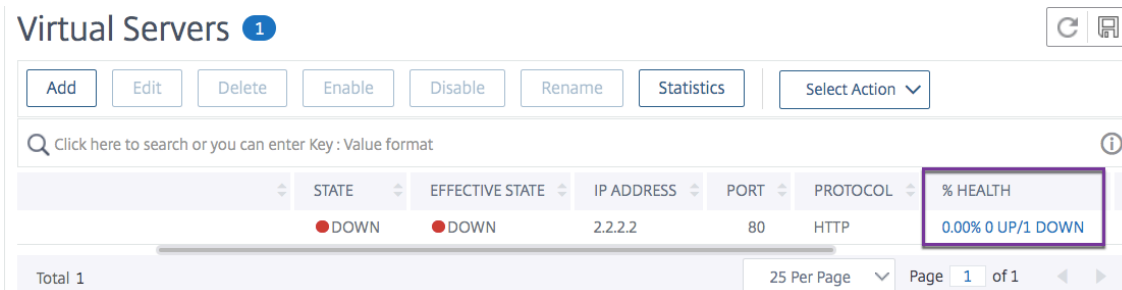 Virtual Servers 1
Add Edit Delete Enable Disable Rename Statistics Select Action
Click here to search or you can enter Key : Value format
STATE EFFECTIVE STATE IP ADDRESS PORT PROTOCOL % HEALTH
DOWN DOWN 2.2.2.2 80 HTTP 0.00% 0 UP/1 DOWN
Total 1 25 Per Page Page 1 of 1